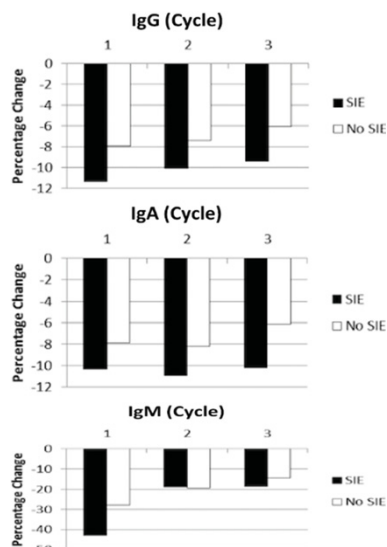 IgG (Cycle)
1 2 3
Percentage Change
0
-2
-4
-6
-8
-10
-12
SIE
No SIE
IgA (Cycle)
1 2 3
Percentage Change
0
-2
-4
-6
-8
-10
-12
SIE
No SIE
IgM (Cycle)
1 2 3
Percentage Change
0
-10
-20
-30
-40
SIE
No SIE